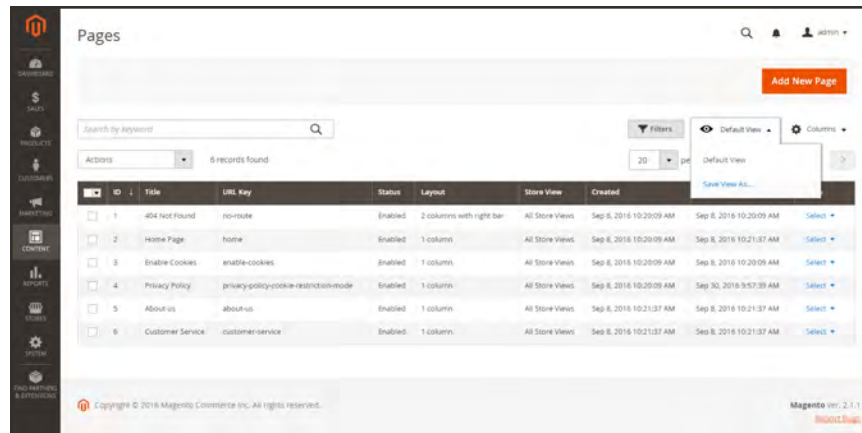 Pages
admin
DASHBOARD
SALES
PRODUCTS
CUSTOMERS
MARKETING
CONTENT
REPORTS
STORES
SYSTEM
FIND PARTNERS
& EXTENSIONS
Add New Page
Search by keyword
Filters
Default View
Columns
Actions
6 records found
20
pe
Default View
Save View As...
ID ↓ Title URL Key Status Layout Store View Created
1 404 Not Found no-route Enabled 2 columns with right bar All Store Views Sep 8, 2016 10:20:09 AM Sep 8, 2016 10:20:09 AM Select
2 Home Page home Enabled 1 column All Store Views Sep 8, 2016 10:20:09 AM Sep 8, 2016 10:21:37 AM Select
3 Enable Cookies enable-cookies Enabled 1 column All Store Views Sep 8, 2016 10:20:09 AM Sep 8, 2016 10:20:09 AM Select
4 Privacy Policy privacy-policy-cookie-restriction-mode Enabled 1 column All Store Views Sep 8, 2016 10:20:09 AM Sep 30, 2016 9:57:39 AM Select
5 About us about-us Enabled 1 column All Store Views Sep 8, 2016 10:21:37 AM Sep 8, 2016 10:21:37 AM Select
6 Customer Service customer-service Enabled 1 column All Store Views Sep 8, 2016 10:21:37 AM Sep 8, 2016 10:21:37 AM Select
Copyright © 2016 Magento Commerce Inc. All rights reserved.
Magento ver. 2.1.1
Report Bugs